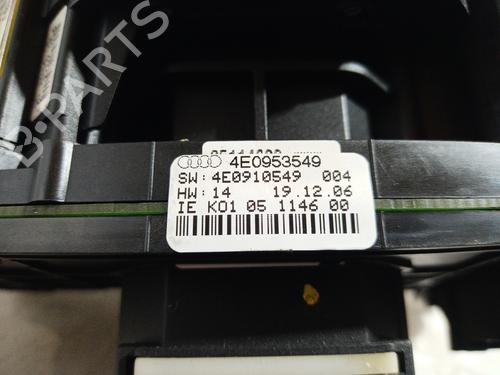 B-PARTS
4E0953549
SW: 4E0910549 004
HW: 14 19.12.06
IE K01 05 1146 00